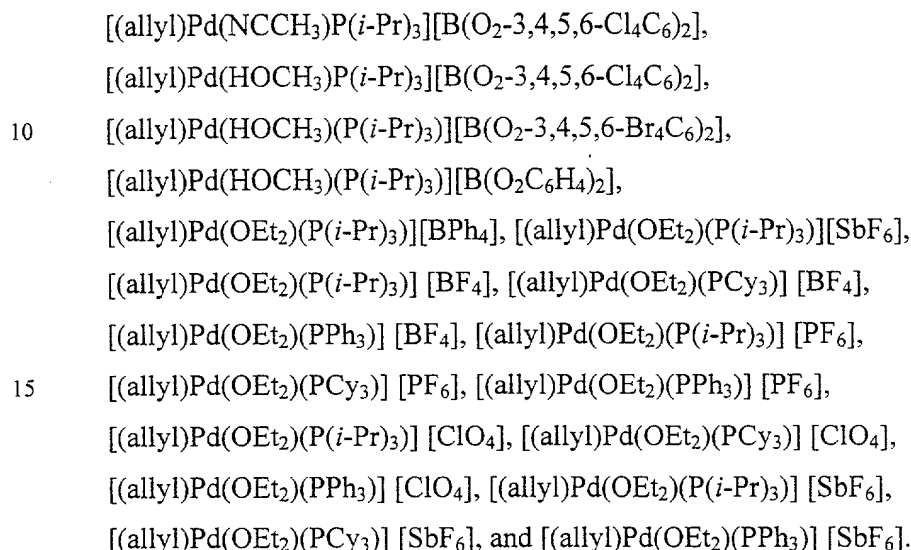 [(allyl)Pd(NCCH₃)P(i-Pr)₃][B(O₂-3,4,5,6-Cl₄C₆)₂],
[(allyl)Pd(HOCH₃)P(i-Pr)₃][B(O₂-3,4,5,6-Cl₄C₆)₂],
10 [(allyl)Pd(HOCH₃)(P(i-Pr)₃)][B(O₂-3,4,5,6-Br₄C₆)₂],
[(allyl)Pd(HOCH₃)(P(i-Pr)₃)][B(O₂C₆H₄)₂],
[(allyl)Pd(OEt₂)(P(i-Pr)₃)][BPh₄], [(allyl)Pd(OEt₂)(P(i-Pr)₃)][SbF₆],
[(allyl)Pd(OEt₂)(P(i-Pr)₃)] [BF₄], [(allyl)Pd(OEt₂)(PCy₃)] [BF₄],
[(allyl)Pd(OEt₂)(PPh₃)] [BF₄], [(allyl)Pd(OEt₂)(P(i-Pr)₃)] [PF₆],
15 [(allyl)Pd(OEt₂)(PCy₃)] [PF₆], [(allyl)Pd(OEt₂)(PPh₃)] [PF₆],
[(allyl)Pd(OEt₂)(P(i-Pr)₃)] [ClO₄], [(allyl)Pd(OEt₂)(PCy₃)] [ClO₄],
[(allyl)Pd(OEt₂)(PPh₃)] [ClO₄], [(allyl)Pd(OEt₂)(P(i-Pr)₃)] [SbF₆],
[(allyl)Pd(OEt₂)(PCy₃)] [SbF₆], and [(allyl)Pd(OEt₂)(PPh₃)] [SbF₆].